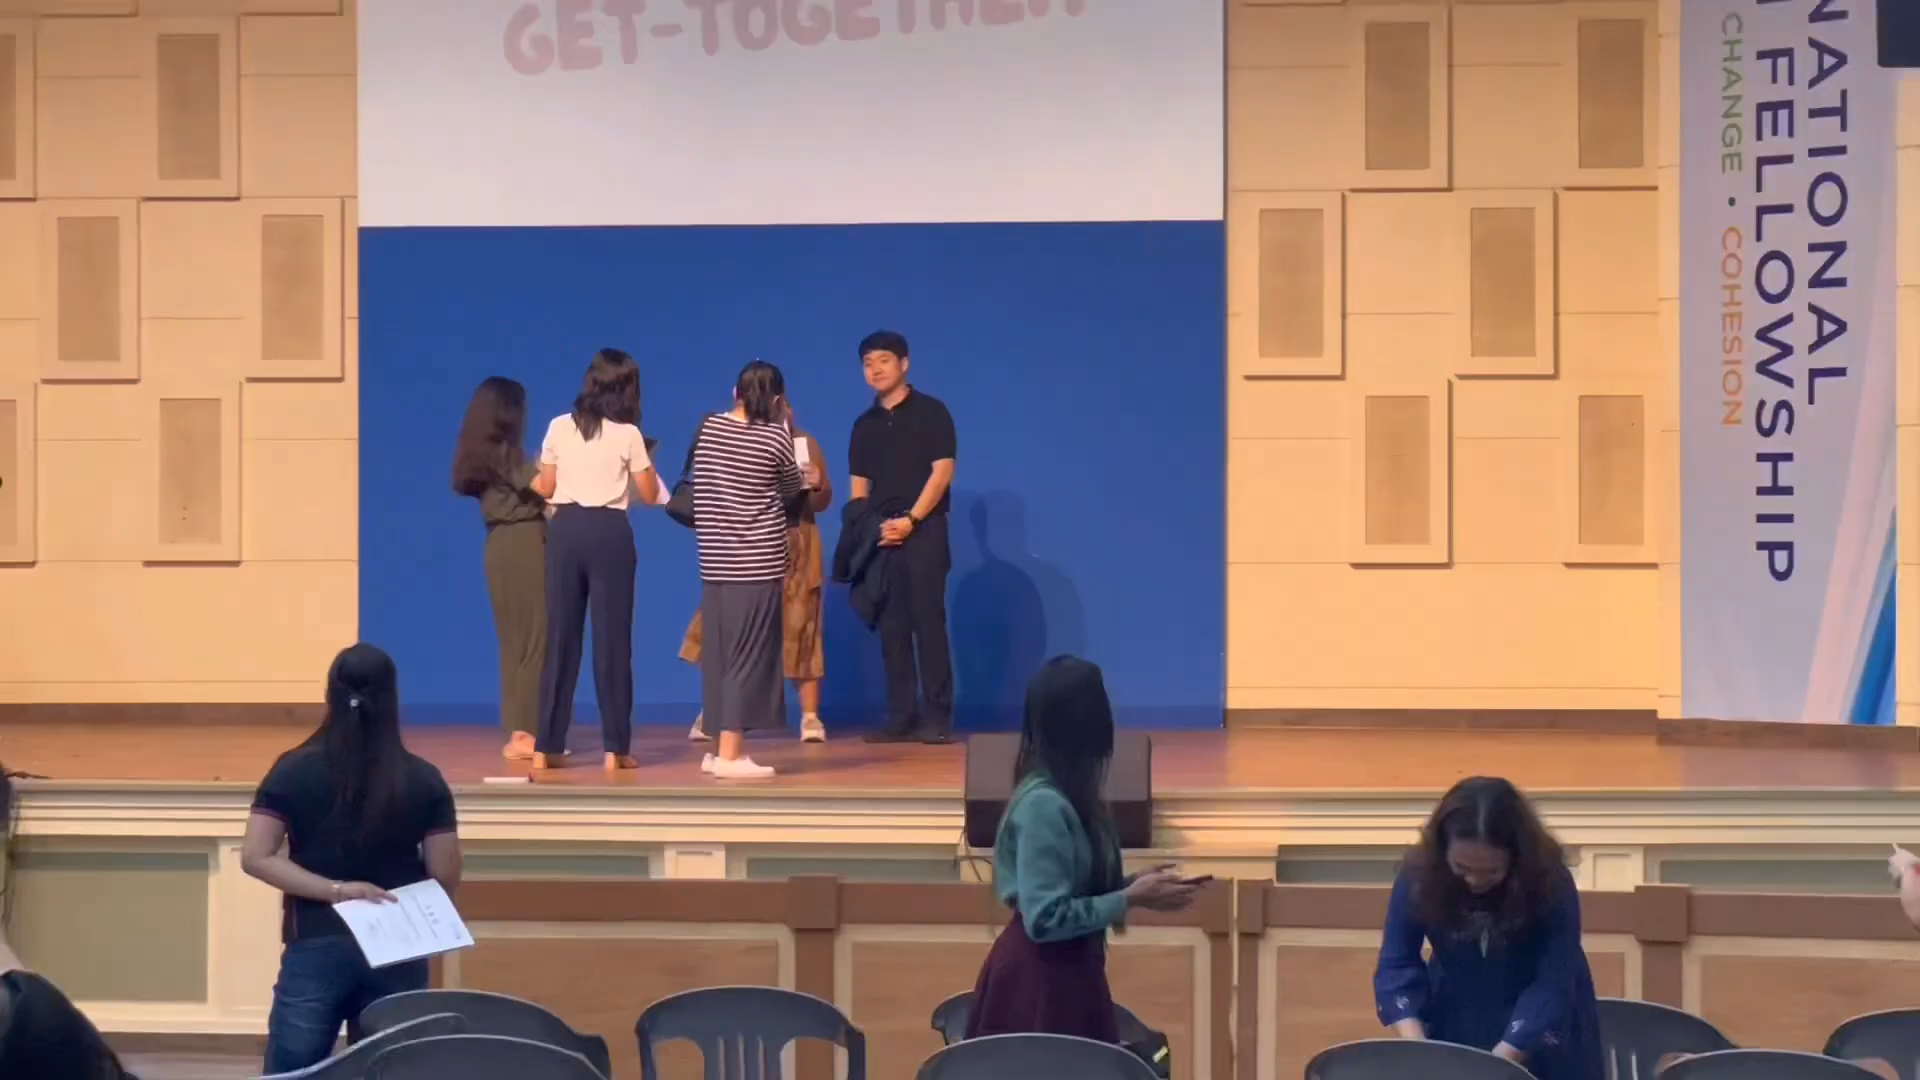 GET-TOGETHER
NATIONAL
FELLOWSHIP
CHANGE • COHESION